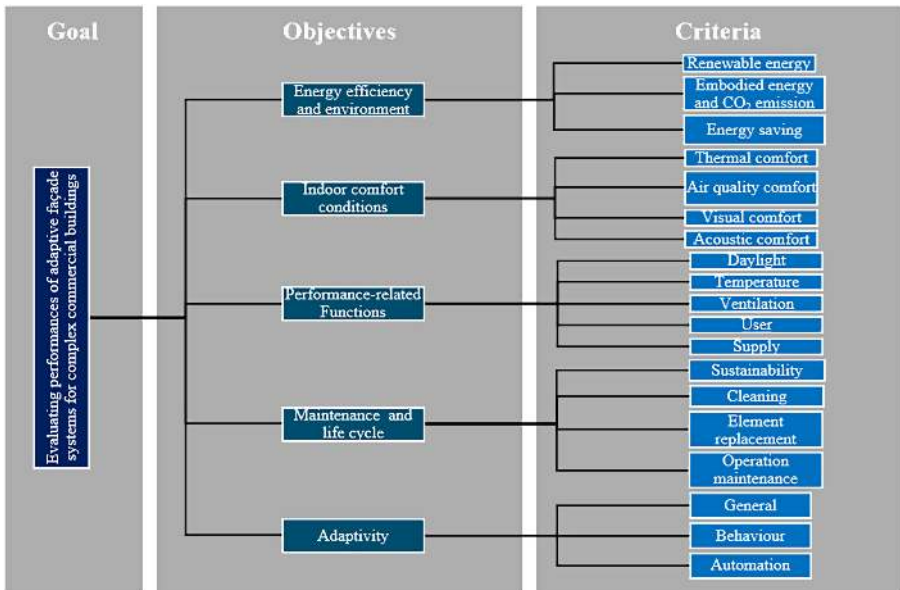 Goal
Objectives
Criteria
Evaluating performances of adaptive façade
systems for complex commercial buildings
Energy efficiency
and environment
Renewable energy
Embodied energy
and CO₂ emission
Energy saving
Indoor comfort
conditions
Thermal comfort
Air quality comfort
Visual comfort
Acoustic comfort
Performance-related
Functions
Daylight
Temperature
Ventilation
User
Supply
Maintenance and
life cycle
Sustainability
Cleaning
Element
replacement
Operation
maintenance
Adaptivity
General
Behaviour
Automation